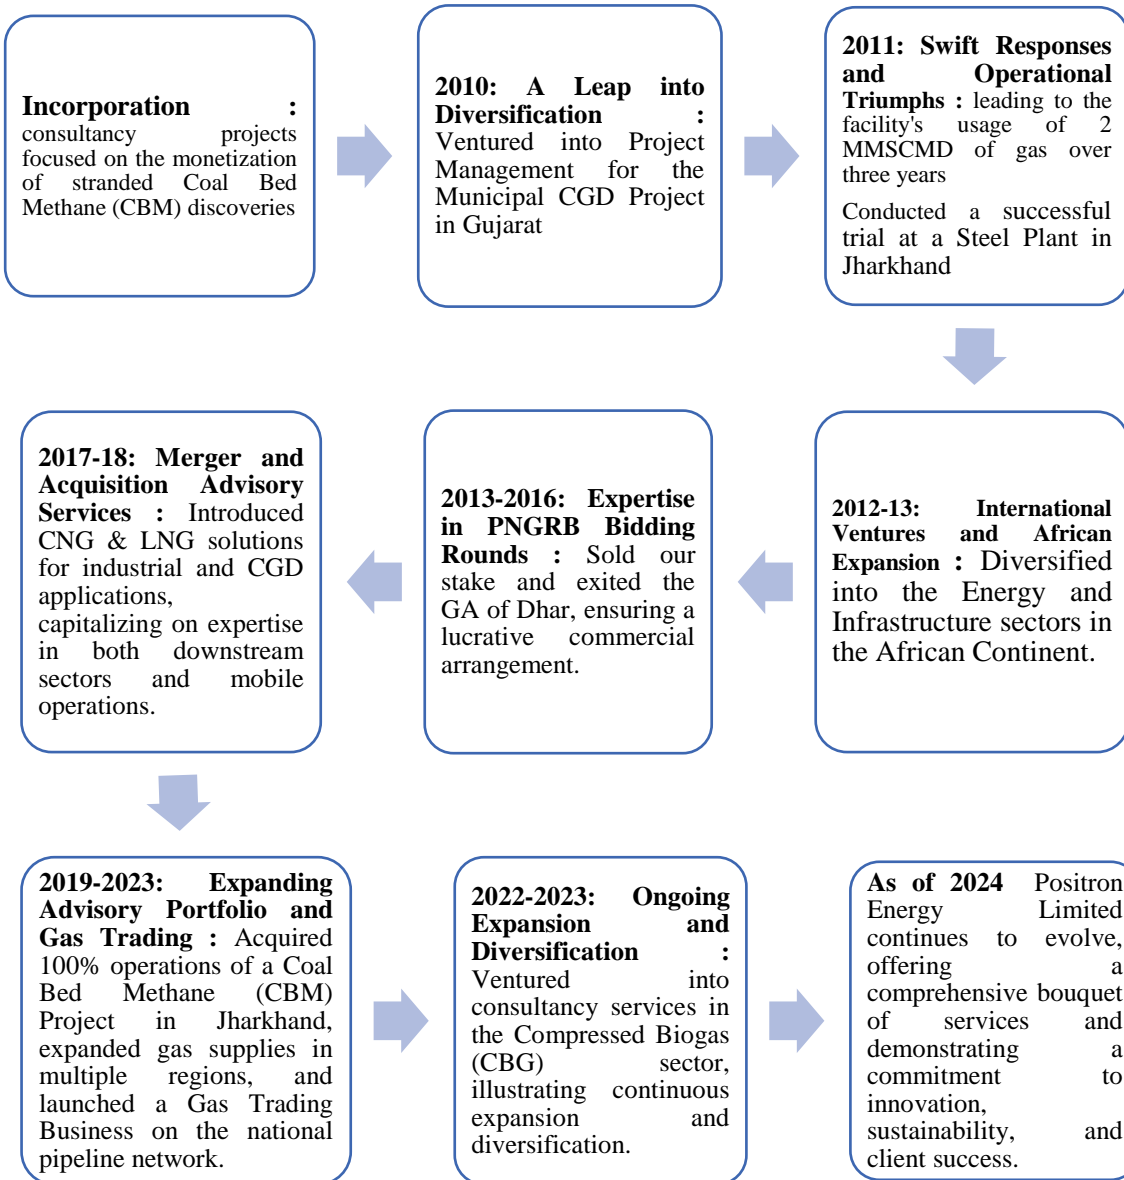 Incorporation :
consultancy projects
focused on the monetization
of stranded Coal Bed
Methane (CBM) discoveries
2010: A Leap into
Diversification :
Ventured into Project
Management for the
Municipal CGD Project
in Gujarat
2011: Swift Responses
and Operational
Triumphs : leading to the
facility's usage of 2
MMSCMD of gas over
three years
Conducted a successful
trial at a Steel Plant in
Jharkhand
2012-13: International
Ventures and African
Expansion : Diversified
into the Energy and
Infrastructure sectors in
the African Continent.
2013-2016: Expertise
in PNGRB Bidding
Rounds : Sold our
stake and exited the
GA of Dhar, ensuring a
lucrative commercial
arrangement.
2017-18: Merger and
Acquisition Advisory
Services : Introduced
CNG & LNG solutions
for industrial and CGD
applications,
capitalizing on expertise
in both downstream
sectors and mobile
operations.
2019-2023: Expanding
Advisory Portfolio and
Gas Trading : Acquired
100% operations of a Coal
Bed Methane (CBM)
Project in Jharkhand,
expanded gas supplies in
multiple regions, and
launched a Gas Trading
Business on the national
pipeline network.
2022-2023: Ongoing
Expansion and
Diversification :
Ventured into
consultancy services in
the Compressed Biogas
(CBG) sector,
illustrating continuous
expansion and
diversification.
As of 2024 Positron
Energy Limited
continues to evolve,
offering a
comprehensive bouquet
of services and
demonstrating a
commitment to
innovation,
sustainability, and
client success.